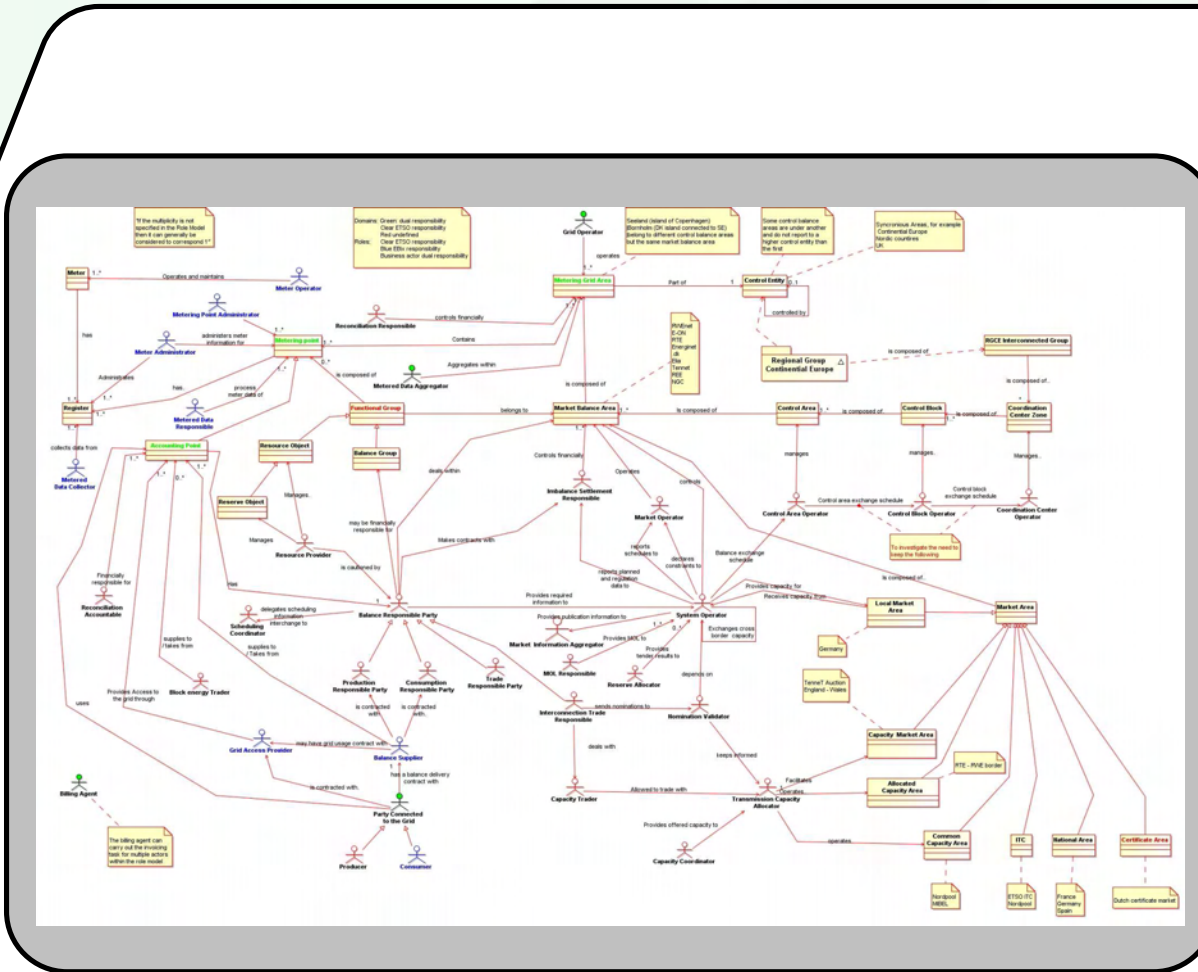 "If the multiplicity is not
specified in the Role Model
then it can generally be
considered to correspond 1"
Domains: Green: dual responsibility
Clear ETSO responsibility
Red undefined
Roles: Clear ETSO responsibility
Blue EBix responsibility
Business actor dual responsibility
Grid Operator
operates
Seeland (island of Copenhagen)
Bornholm (DK island connected to SE)
belong to different control balance areas
but the same market balance area
Some control balance
areas are under another
and do not report to a
higher control entity than
the first
Syncronious Areas, for example
Continental Europe
Nordic countires
UK
Meter
1..*
Operates and maintains
Meter Operator
1..*
Metering Grid Area
Part of
1
Control Entity
0..1
controlled by
Metering Point Administrator
Reconciliation Responsible
controls financially
has
administers meter
information for
Meter Administrator
Metering point
Contains
Aggregates within
Metered Data Aggregator
RWEnet
E-ON
RTE
Energinet
.dk
Elia
Tennet
REE
NGC
Regional Group
Continental Europe
is composed of
RGCE Interconnected Group
Administrates
has..
process
meter data of
is composed of
is composed of
is composed of..
Register
Metered Data
Responsible
Functional Group
belongs to
Market Balance Area
is composed of
Control Area
is composed of
Control Block
is composed of
Coordination
Center Zone
collects data from
Metered
Data Collector
Accounting Point
Resource Object
Balance Group
deals within
Controls financially
Operates
controls
manages
manages..
Manages..
Reserve Object
Manages..
Imbalance Settlement
Responsible
Market Operator
Control Area Operator
Control area exchange schedule
Control Block Operator
Control block
exchange schedule
Coordination Center
Operator
Manages
Resource Provider
may be financially
responsible for
Makes contracts with
reports
schedules to
declares
constraints to
Balance exchange
schedule
To investigate the need to
keep the following
Financially
responsible for
Reconciliation
Accountable
Has
is cautioned by
reports planned
and regulation
data to
Is composed of..
Provides capacity for
Receives capacity from
Local Market
Area
Market Area
Scheduling
Coordinator
delegates scheduling
information
interchange to
Balance Responsible Party
Provides required
information to
System Operator
Provides publication information to
Market Information Aggregator
Provides MOL to
MOL Responsible
Provides
tender results to
Reserve Allocator
Exchanges cross
border capacity
Germany
supplies to
/takes from
supplies to
/Takes from
Block energy Trader
Production
Responsible Party
Consumption
Responsible Party
Trade
Responsible Party
depends on
TenneT Auction
England - Wales
uses
Provides Access to
the grid through
is contracted
with.
is contracted
with.
Interconnection Trade
Responsible
sends nominations to
Nomination Validator
Grid Access Provider
may have grid usage contract with
Balance Supplier
deals with
keeps informed
Capacity Market Area
RTE - RWE border
Billing Agent
is contracted with.
has a balance delivery
contract with
1
Capacity Trader
Allowed to trade with
Transmission Capacity
Allocator
Facilitates
Operates
Allocated
Capacity Area
The billing agent can
carry out the invoicing
task for multiple actors
within the role model
Party Connected
to the Grid
Provides offered capacity to
operates
Common
Capacity Area
ITC
National Area
Certificate Area
Producer
Consumer
Capacity Coordinator
Nordpool
MIBEL
ETSO ITC
Nordpool
France
Germany
Spain
Dutch certificate market